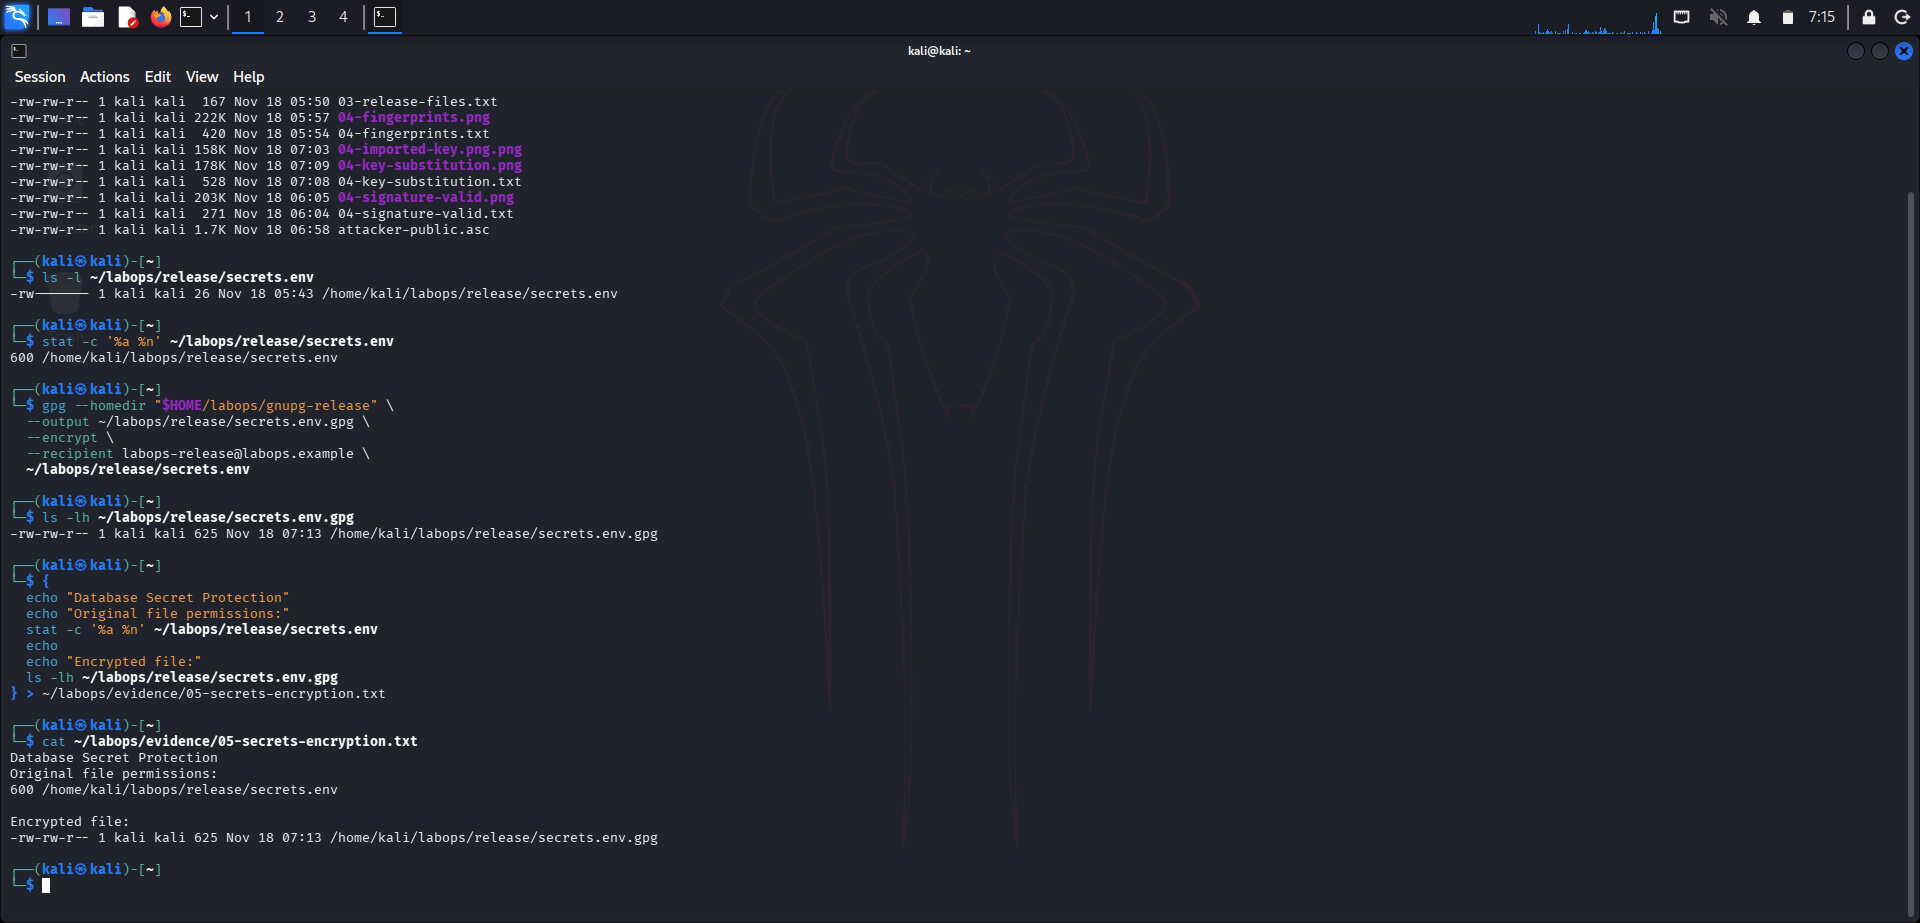 1 2 3 4 7:15
kali@kali: ~
Session Actions Edit View Help
-rw-rw-r-- 1 kali kali  167 Nov 18 05:50 03-release-files.txt
-rw-rw-r-- 1 kali kali 222K Nov 18 05:57 04-fingerprints.png
-rw-rw-r-- 1 kali kali  420 Nov 18 05:54 04-fingerprints.txt
-rw-rw-r-- 1 kali kali 158K Nov 18 07:03 04-imported-key.png.png
-rw-rw-r-- 1 kali kali 178K Nov 18 07:09 04-key-substitution.png
-rw-rw-r-- 1 kali kali  528 Nov 18 07:08 04-key-substitution.txt
-rw-rw-r-- 1 kali kali 203K Nov 18 06:05 04-signature-valid.png
-rw-rw-r-- 1 kali kali  271 Nov 18 06:04 04-signature-valid.txt
-rw-rw-r-- 1 kali kali 1.7K Nov 18 06:58 attacker-public.asc
┌──(kali㉿kali)-[~]
└─$ ls -l ~/labops/release/secrets.env
-rw------- 1 kali kali 26 Nov 18 05:43 /home/kali/labops/release/secrets.env
┌──(kali㉿kali)-[~]
└─$ stat -c '%a %n' ~/labops/release/secrets.env
600 /home/kali/labops/release/secrets.env
┌──(kali㉿kali)-[~]
└─$ gpg --homedir "$HOME/labops/gnupg-release" \
  --output ~/labops/release/secrets.env.gpg \
  --encrypt \
  --recipient labops-release@labops.example \
  ~/labops/release/secrets.env
┌──(kali㉿kali)-[~]
└─$ ls -lh ~/labops/release/secrets.env.gpg
-rw-rw-r-- 1 kali kali 625 Nov 18 07:13 /home/kali/labops/release/secrets.env.gpg
┌──(kali㉿kali)-[~]
└─$ {
  echo "Database Secret Protection"
  echo "Original file permissions:"
  stat -c '%a %n' ~/labops/release/secrets.env
  echo
  echo "Encrypted file:"
  ls -lh ~/labops/release/secrets.env.gpg
} > ~/labops/evidence/05-secrets-encryption.txt
┌──(kali㉿kali)-[~]
└─$ cat ~/labops/evidence/05-secrets-encryption.txt
Database Secret Protection
Original file permissions:
600 /home/kali/labops/release/secrets.env
Encrypted file:
-rw-rw-r-- 1 kali kali 625 Nov 18 07:13 /home/kali/labops/release/secrets.env.gpg
┌──(kali㉿kali)-[~]
└─$